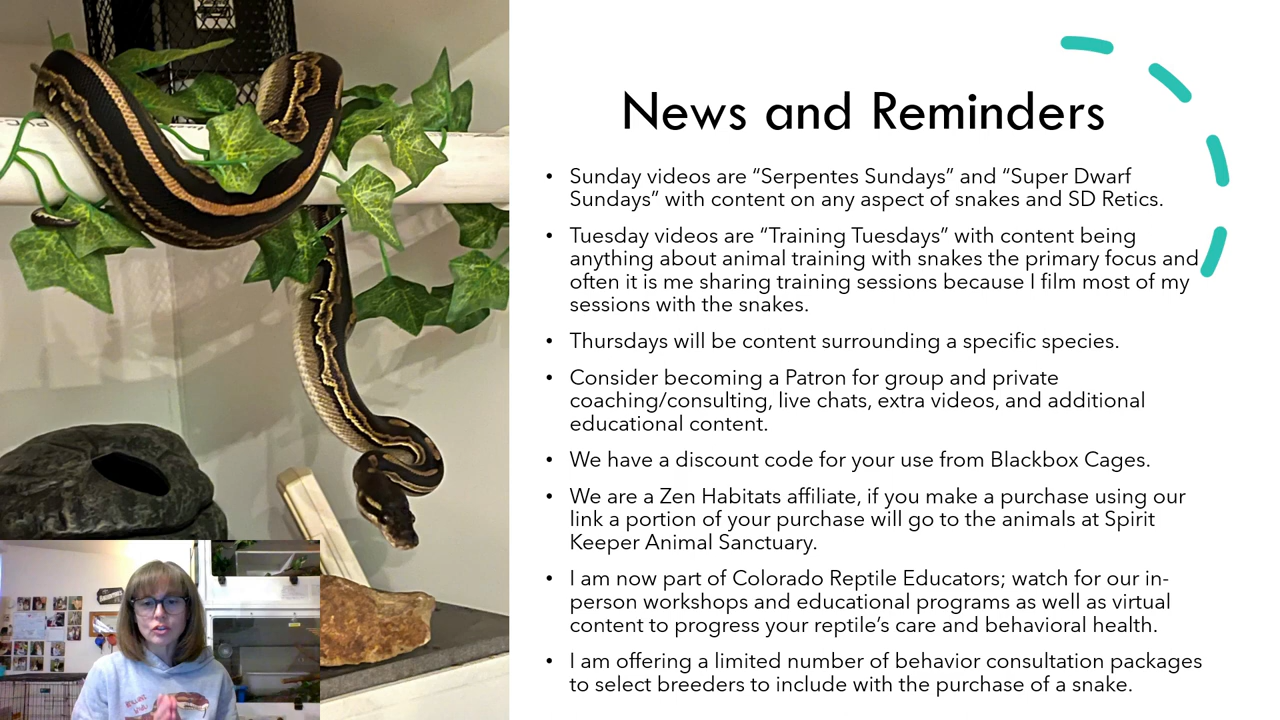 News and Reminders
• Sunday videos are “Serpentes Sundays” and “Super Dwarf
Sundays” with content on any aspect of snakes and SD Retics.
• Tuesday videos are “Training Tuesdays” with content being
anything about animal training with snakes the primary focus and
often it is me sharing training sessions because I film most of my
sessions with the snakes.
• Thursdays will be content surrounding a specific species.
• Consider becoming a Patron for group and private
coaching/consulting, live chats, extra videos, and additional
educational content.
• We have a discount code for your use from Blackbox Cages.
• We are a Zen Habitats affiliate, if you make a purchase using our
link a portion of your purchase will go to the animals at Spirit
Keeper Animal Sanctuary.
• I am now part of Colorado Reptile Educators; watch for our in-
person workshops and educational programs as well as virtual
content to progress your reptile’s care and behavioral health.
• I am offering a limited number of behavior consultation packages
to select breeders to include with the purchase of a snake.